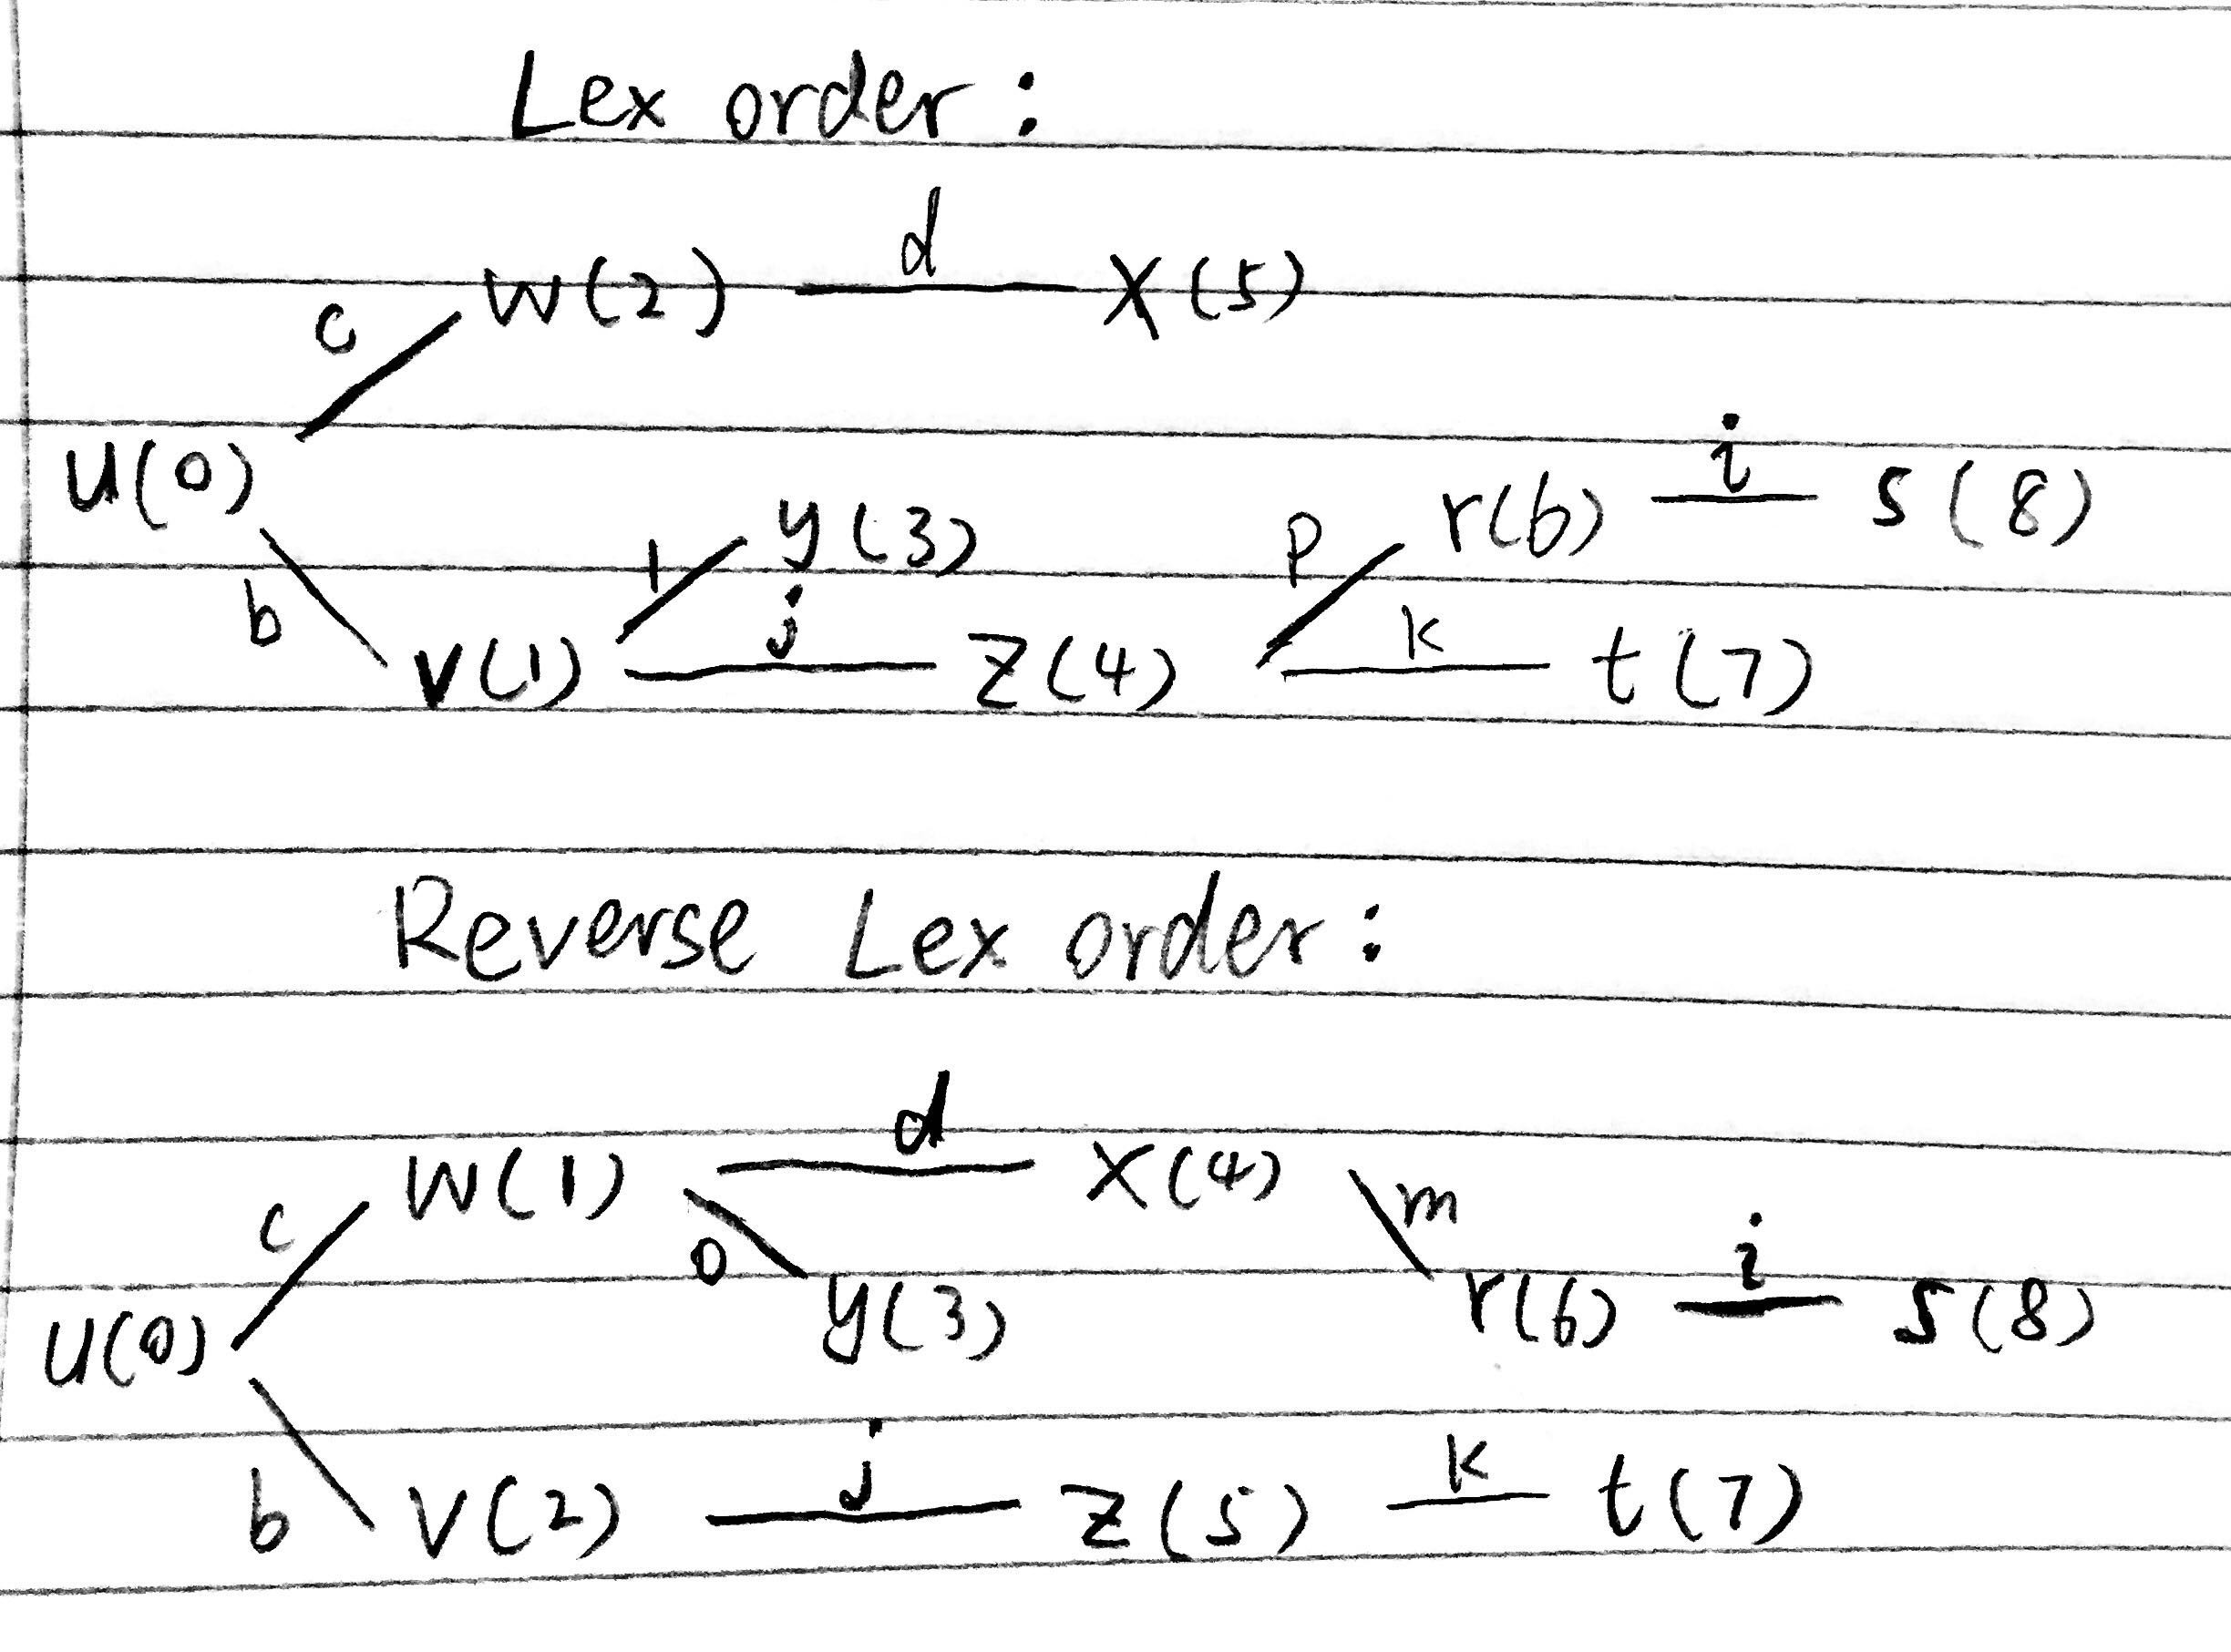 Lex order:
d
c W(2) X(5)
i
u(0) y(3) p r(6) s(8)
b l j k
v(1) z(4) t(7)
Reverse Lex order:
d
W(1) X(4) m
c o i
u(0) y(3) r(6) s(8)
j k
b v(2) z(5) t(7)